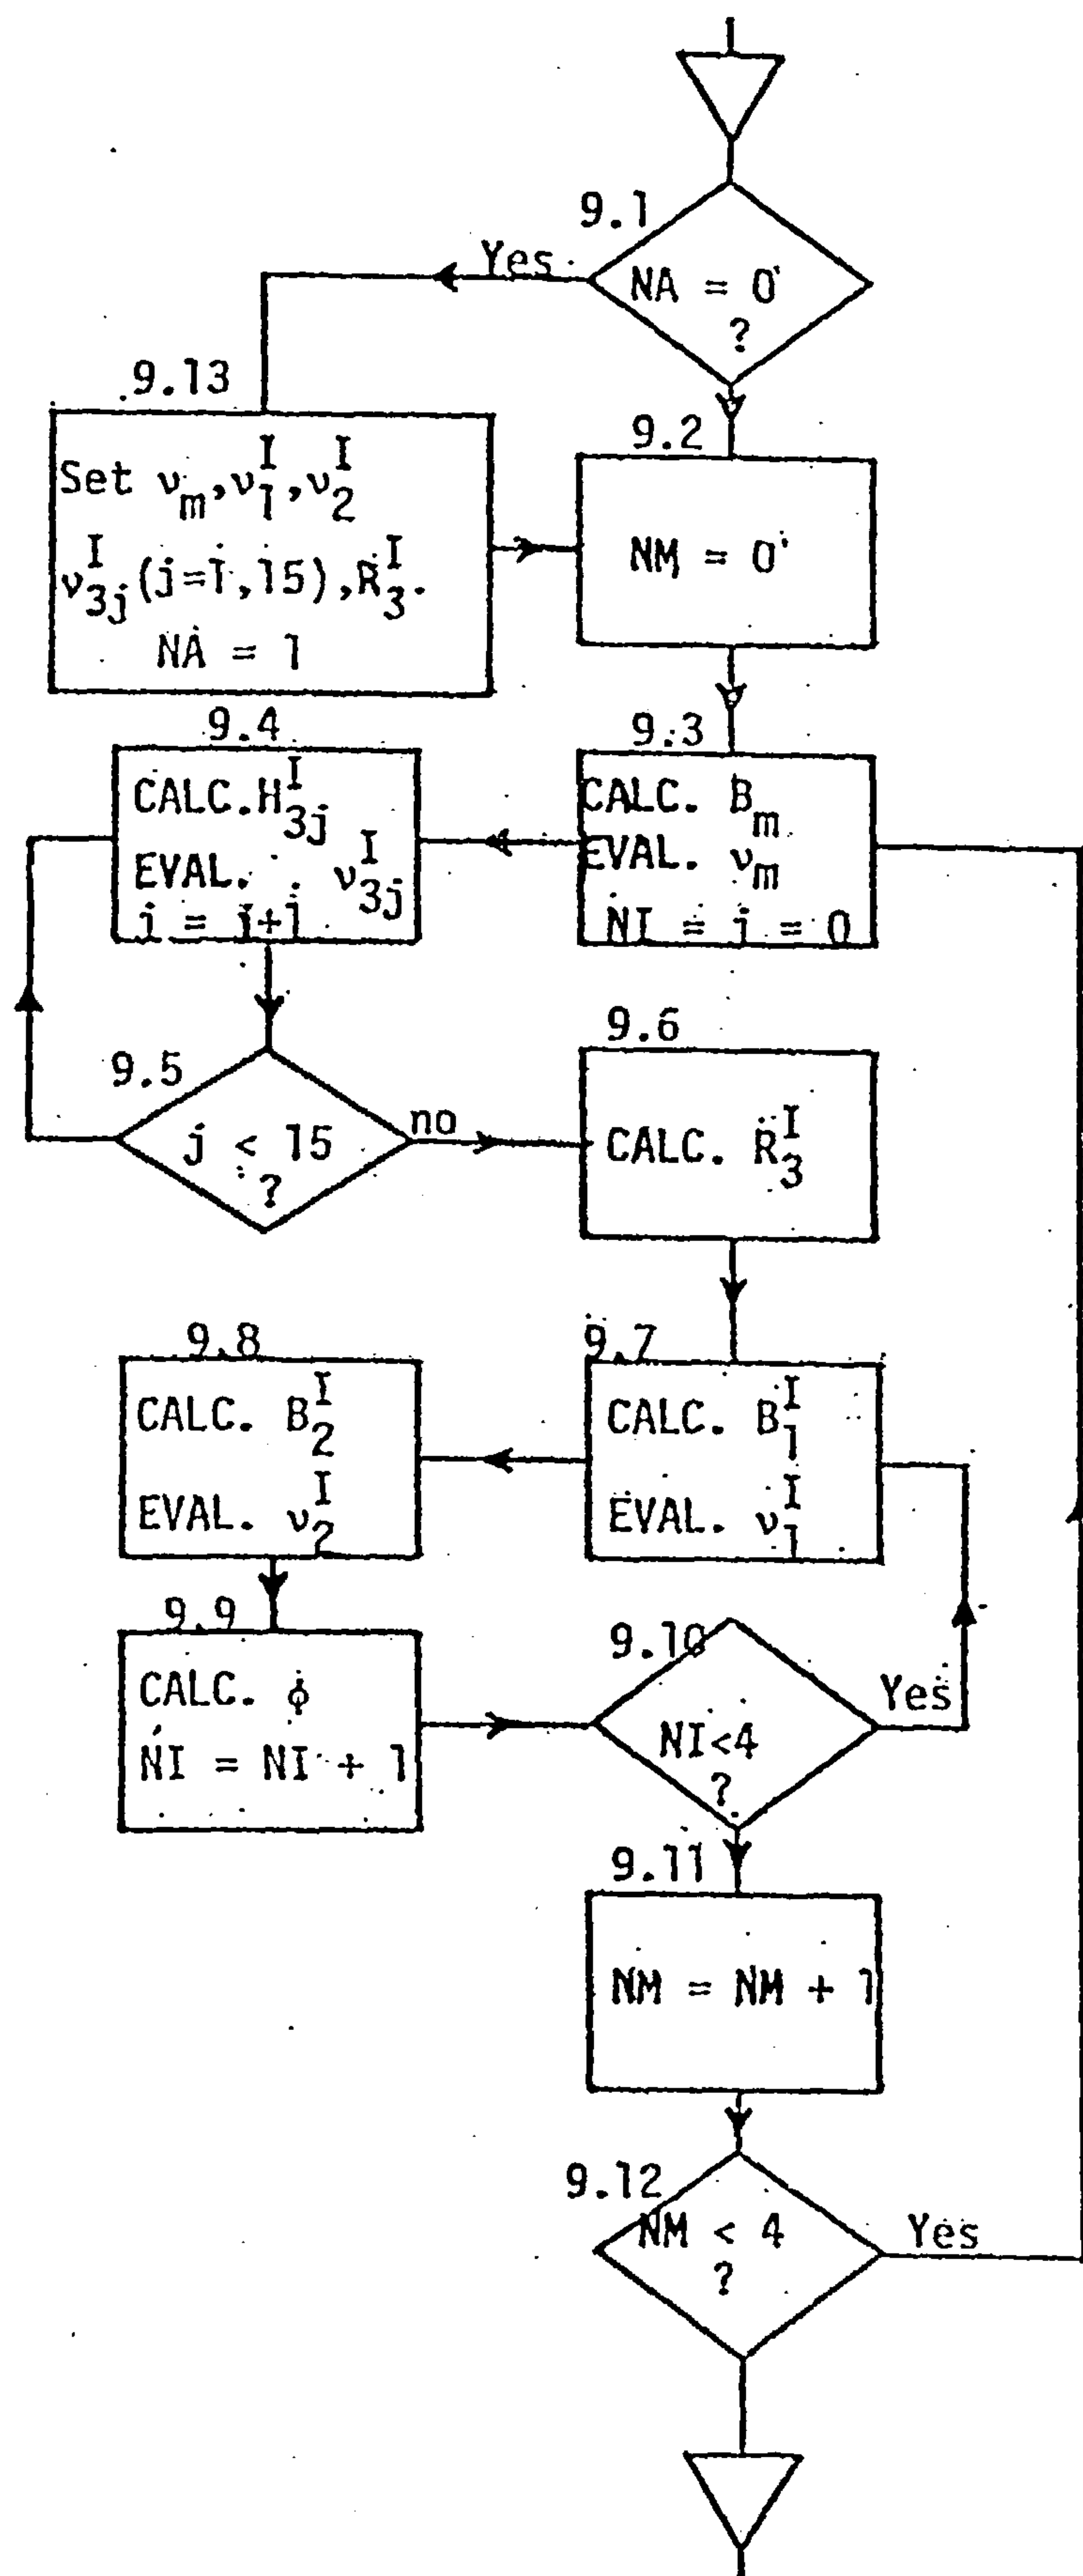 9.1
Yes
NA = 0
?
9.13
Set ν_m, ν_1^I, ν_2^I
ν_3j^I (j=1,15), R_3^I.
NA = 1
9.2
NM = 0
9.3
CALC. B_m
EVAL. ν_m
NI = j = 0
9.4
CALC. H_3j^I
EVAL. ν_3j^I
j = j+j
9.5
j < 15
?
no
9.6
CALC. R_3^I
9.7
CALC. B_1^I
EVAL. ν_1^I
9.8
CALC. B_2^I
EVAL. ν_2^I
9.9
CALC. φ
NI = NI + 1
9.10
NI<4
?
Yes
9.11
NM = NM + 1
9.12
NM < 4
?
Yes